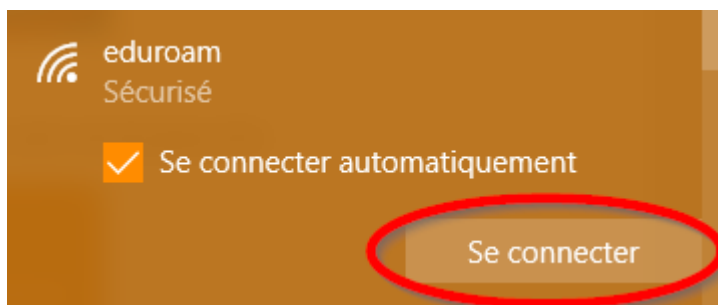 eduroam
Sécurisé
Se connecter automatiquement
Se connecter